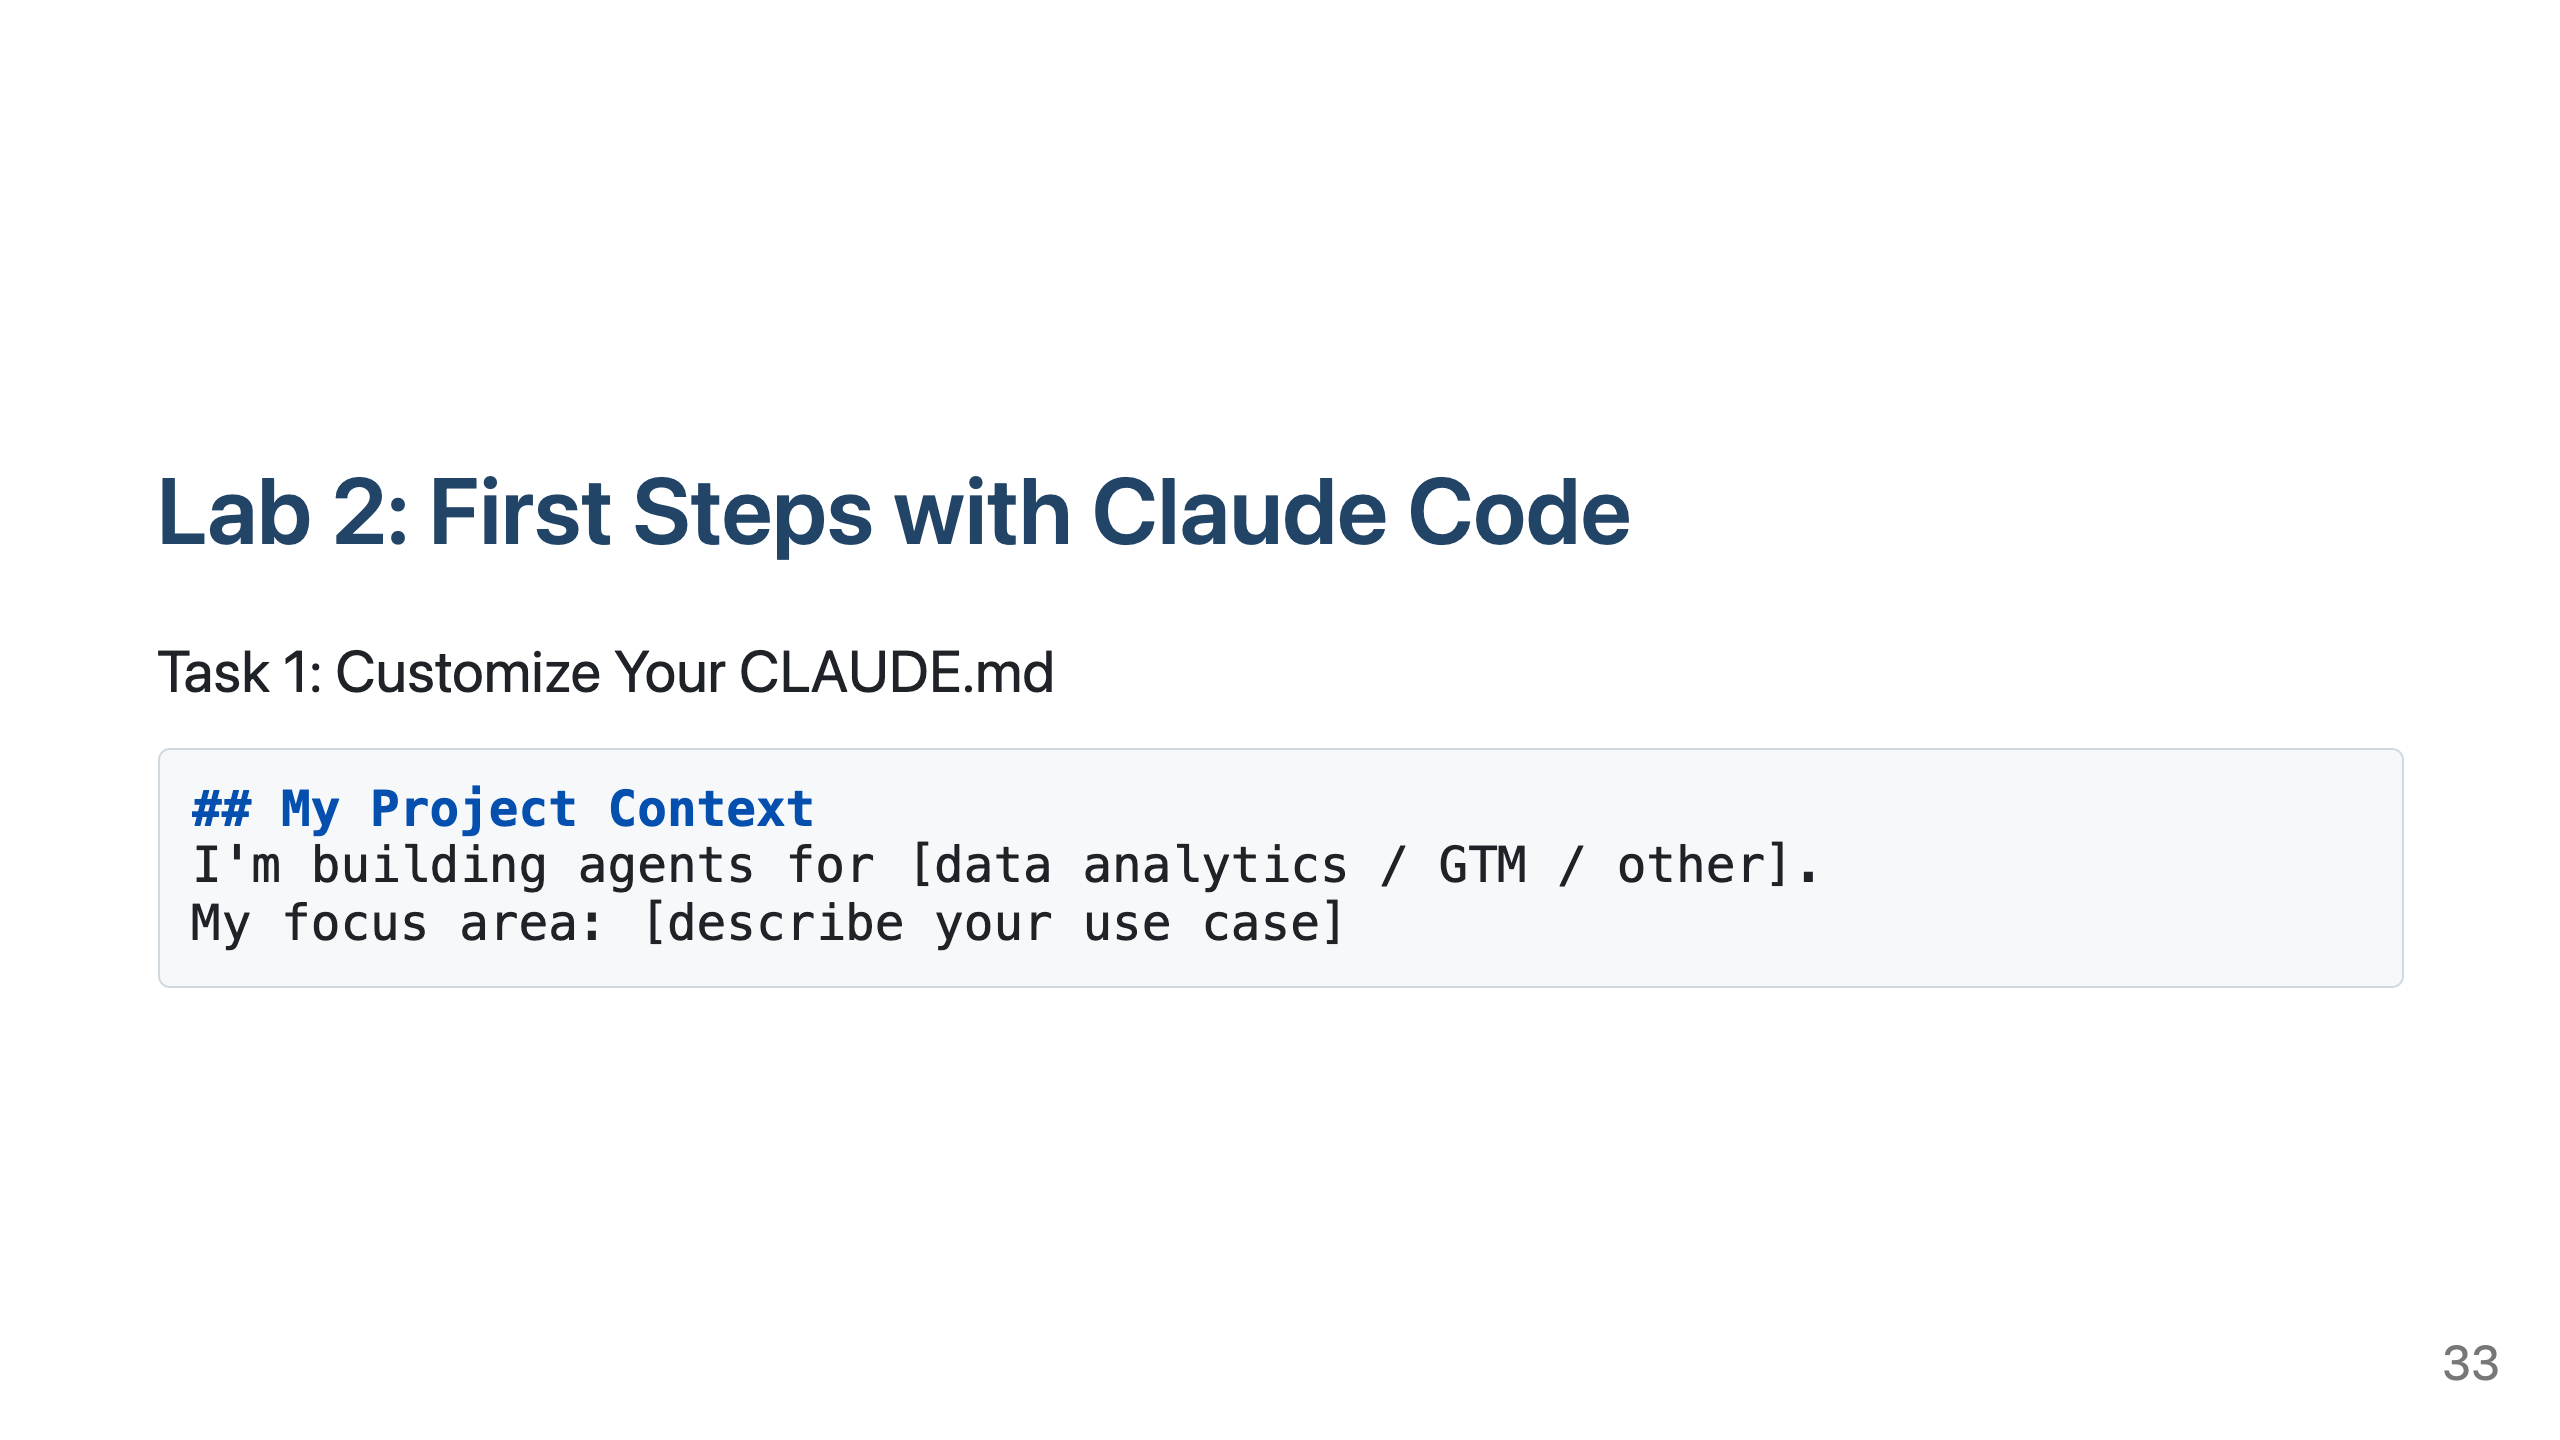 Lab 2: First Steps with Claude Code
Task 1: Customize Your CLAUDE.md
## My Project Context
I'm building agents for [data analytics / GTM / other].
My focus area: [describe your use case]
33